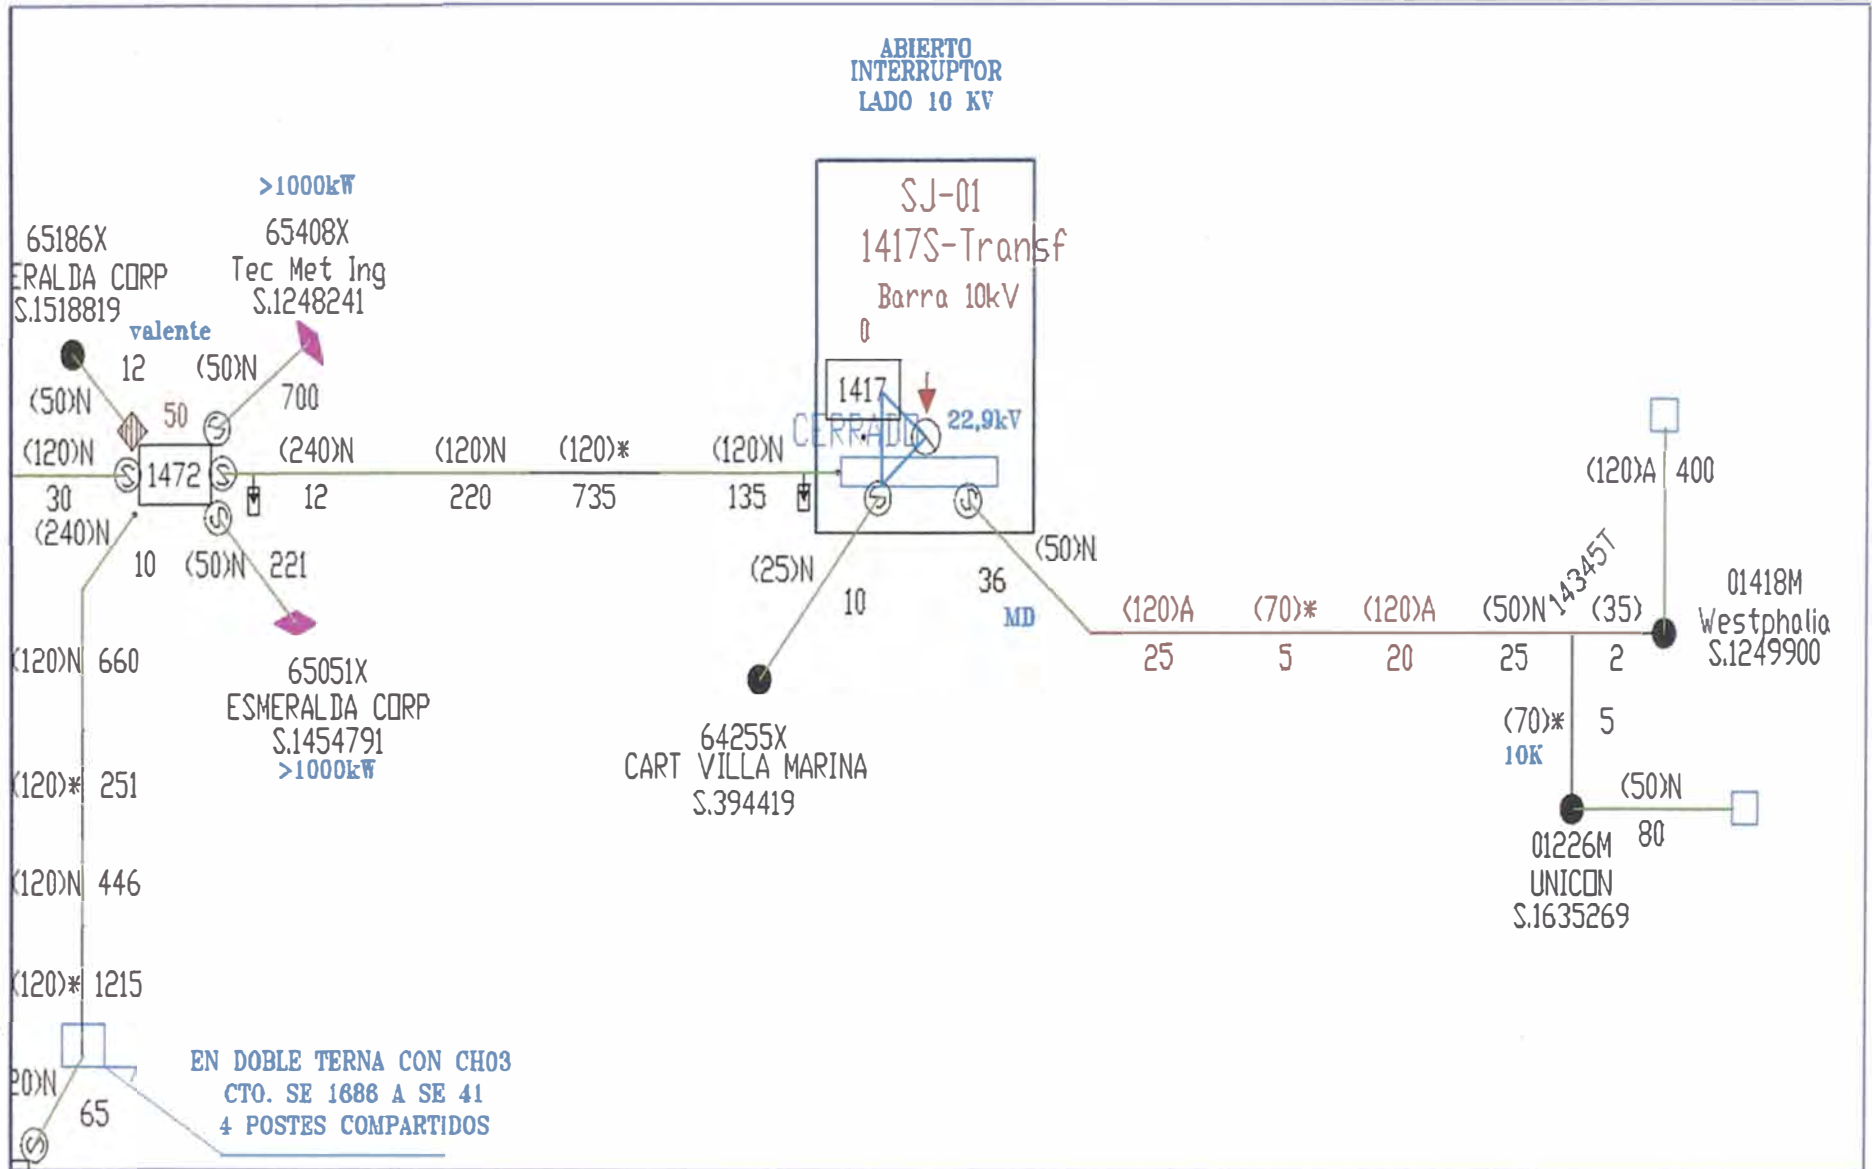 ABIERTO
INTERRUPTOR
LADO 10 KV
>1000kW
65408X
Tec Met Ing
S.1248241
65186X
ERALDA CORP
S.1518819
valente
12
(50)N
(50)N
700
50
(120)N
30
1472
(240)N
12
(120)N
220
(120)*
735
(120)N
135
SJ-01
1417S-Transf
Barra 10kV
0
1417
CERRADO
22,9kV
(240)N
10
(50)N
221
65051X
ESMERALDA CORP
S.1454791
>1000kW
(25)N
10
64255X
CART VILLA MARINA
S.394419
(50)N
36
MD
(120)A
25
(70)*
5
(120)A
20
(50)N
25
14345T
(35)
2
(120)A
400
01418M
Westphalia
S.1249900
(70)*
5
10K
(50)N
80
01226M
UNICON
S.1635269
(120)N
660
(120)*
251
(120)N
446
(120)*
1215
20)N
65
EN DOBLE TERNA CON CH03
CTO. SE 1686 A SE 41
4 POSTES COMPARTIDOS